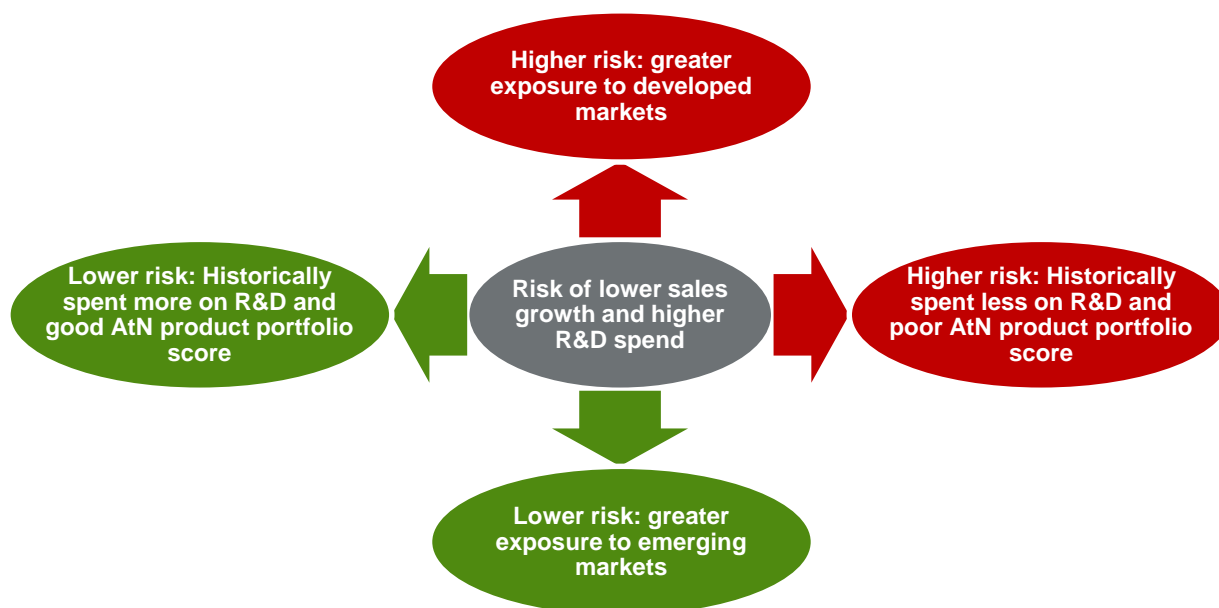 Higher risk: greater
exposure to developed
markets
Lower risk: Historically
spent more on R&D and
good AtN product portfolio
score
Risk of lower sales
growth and higher
R&D spend
Higher risk: Historically
spent less on R&D and
poor AtN product portfolio
score
Lower risk: greater
exposure to emerging
markets